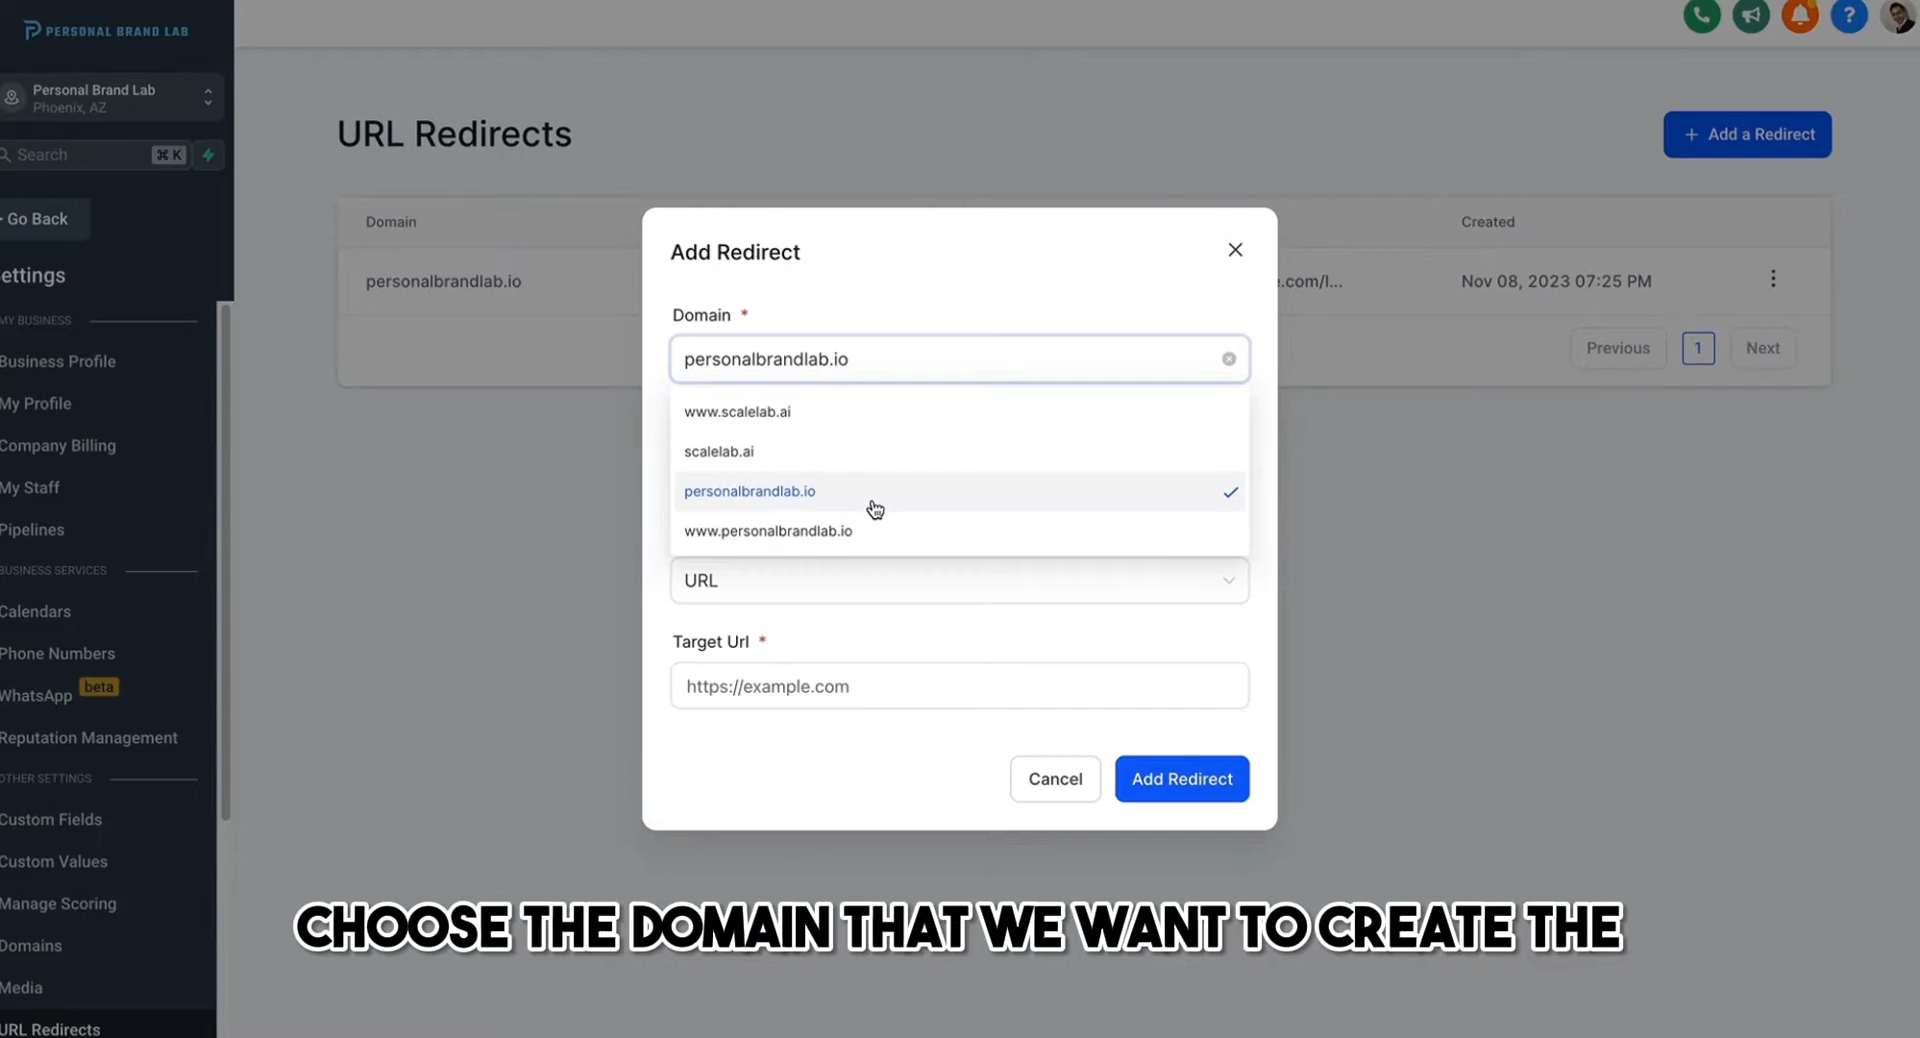 PERSONAL BRAND LAB
Personal Brand Lab
Phoenix, AZ
Search ⌘ K
Go Back
ettings
MY BUSINESS
Business Profile
My Profile
Company Billing
My Staff
Pipelines
BUSINESS SERVICES
Calendars
Phone Numbers
WhatsApp beta
Reputation Management
OTHER SETTINGS
Custom Fields
Custom Values
Manage Scoring
Domains
Media
URL Redirects
URL Redirects
+ Add a Redirect
Domain
Created
personalbrandlab.io
e.com/l...
Nov 08, 2023 07:25 PM
Previous 1 Next
Add Redirect
Domain *
personalbrandlab.io
www.scalelab.ai
scalelab.ai
personalbrandlab.io
www.personalbrandlab.io
URL
Target Url *
https://example.com
Cancel Add Redirect
CHOOSE THE DOMAIN THAT WE WANT TO CREATE THE